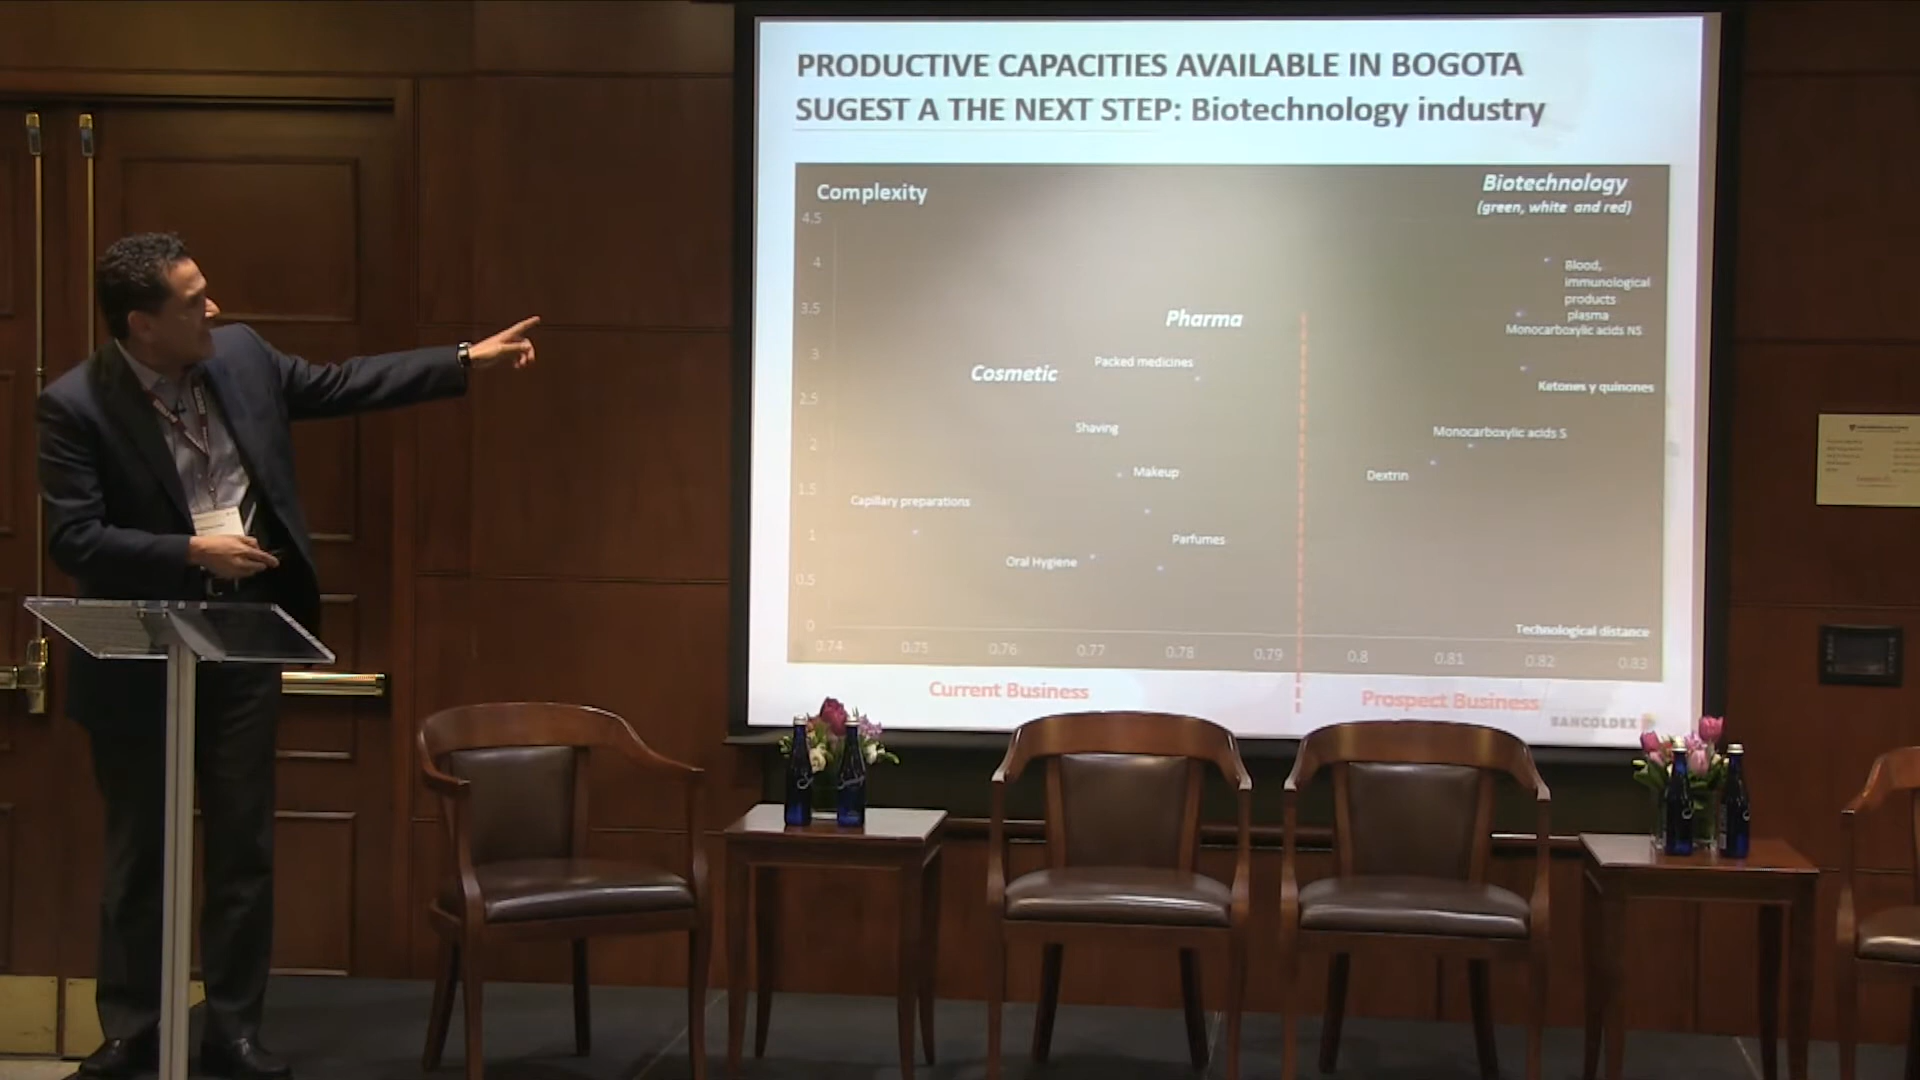 PRODUCTIVE CAPACITIES AVAILABLE IN BOGOTA
SUGEST A THE NEXT STEP: Biotechnology industry
Complexity
Biotechnology
(green, white and red)
4.5
4
3.5
3
2.5
2
1.5
1
0.5
0
Blood,
immunological
products
plasma
Monocarboxylic acids NS
Pharma
Packed medicines
Cosmetic
Ketones y quinones
Shaving
Monocarboxylic acids S
Makeup
Dextrin
Capillary preparations
Parfumes
Oral Hygiene
Technological distance
0.74
0.75
0.76
0.77
0.78
0.79
0.8
0.81
0.82
0.83
Current Business
Prospect Business
BANCOLDEX